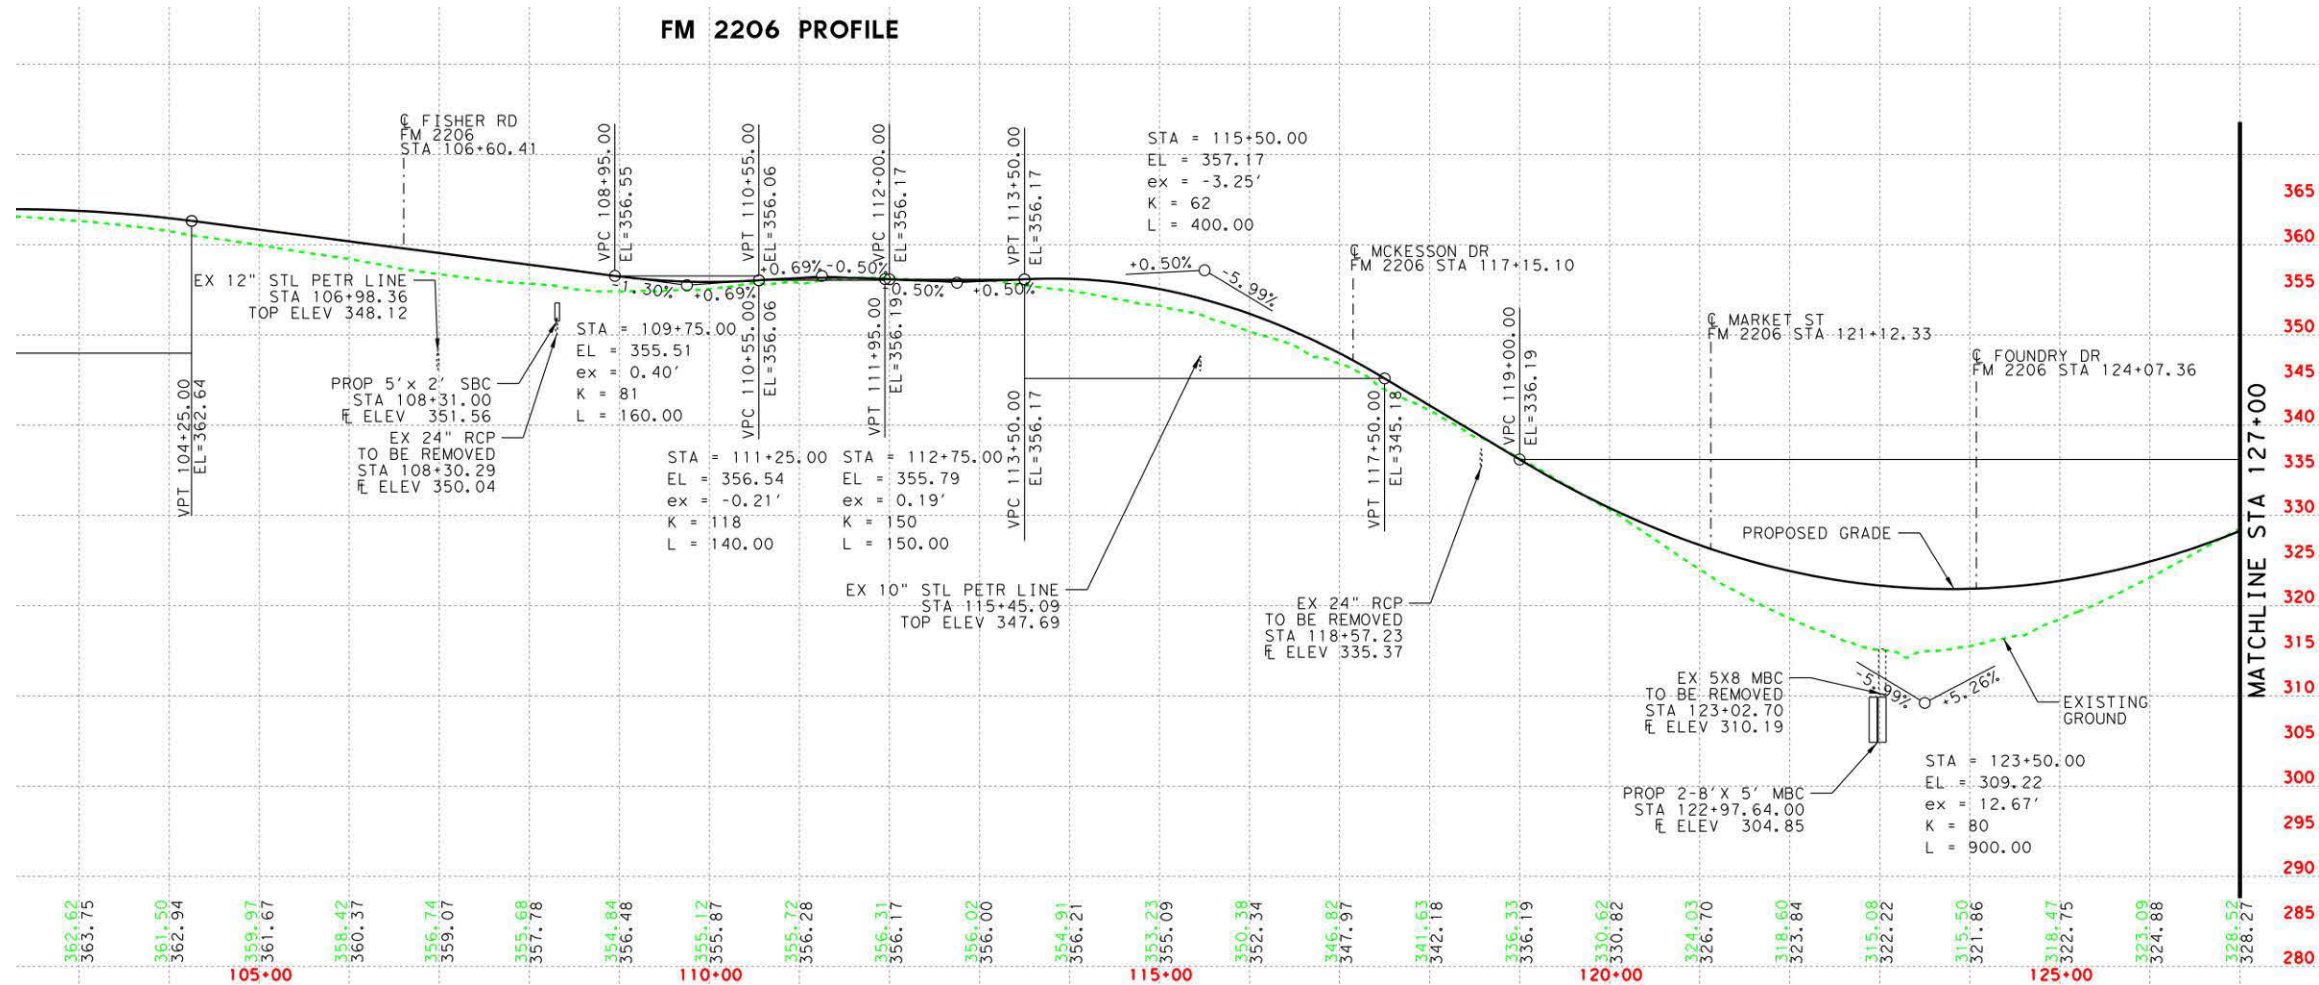 FM 2206 PROFILE
℄ FISHER RD
FM 2206
STA 106+60.41
VPC 108+95.00
EL=356.55
VPT 110+55.00
EL=356.06
VPC 112+00.00
EL=356.17
VPT 113+50.00
EL=356.17
STA = 115+50.00
EL = 357.17
ex = -3.25'
K = 62
L = 400.00
+0.50%
-5.99%
℄ MCKESSON DR
FM 2206 STA 117+15.10
℄ MARKET ST
FM 2206 STA 121+12.33
℄ FOUNDRY DR
FM 2206 STA 124+07.36
VPC 119+00.00
EL=336.19
EX 12" STL PETR LINE
STA 106+98.36
TOP ELEV 348.12
-1.30%
+0.69%
+0.69%
-0.50%
-0.50%
+0.50%
VPT 104+25.00
EL=362.64
PROP 5'x 2' SBC
STA 108+31.00
FL ELEV 351.56
EX 24" RCP
TO BE REMOVED
STA 108+30.29
FL ELEV 350.04
STA = 109+75.00
EL = 355.51
ex = 0.40'
K = 81
L = 160.00
VPC 110+55.00
EL=356.06
VPT 111+95.00
EL=356.19
VPC 113+50.00
EL=356.17
VPT 117+50.00
EL=345.18
STA = 111+25.00
EL = 356.54
ex = -0.21'
K = 118
L = 140.00
STA = 112+75.00
EL = 355.79
ex = 0.19'
K = 150
L = 150.00
EX 10" STL PETR LINE
STA 115+45.09
TOP ELEV 347.69
EX 24" RCP
TO BE REMOVED
STA 118+57.23
FL ELEV 335.37
PROPOSED GRADE
EX 5X8 MBC
TO BE REMOVED
STA 123+02.70
FL ELEV 310.19
-5.99%
+5.26%
EXISTING
GROUND
PROP 2-8'X 5' MBC
STA 122+97.64.00
FL ELEV 304.85
STA = 123+50.00
EL = 309.22
ex = 12.67'
K = 80
L = 900.00
MATCHLINE STA 127+00
365
360
355
350
345
340
335
330
325
320
315
310
305
300
295
290
285
280
362.62
363.75
361.50
362.94
359.97
361.67
358.42
360.37
356.74
359.07
355.68
357.78
354.84
356.48
355.12
355.87
355.72
356.28
356.31
356.17
356.02
356.00
354.91
356.21
353.23
355.09
350.38
352.34
346.82
347.97
341.63
342.18
336.33
336.19
330.62
330.82
324.03
326.70
318.60
323.84
315.08
322.22
315.50
321.86
318.47
322.75
323.09
324.88
328.52
328.27
105+00
110+00
115+00
120+00
125+00